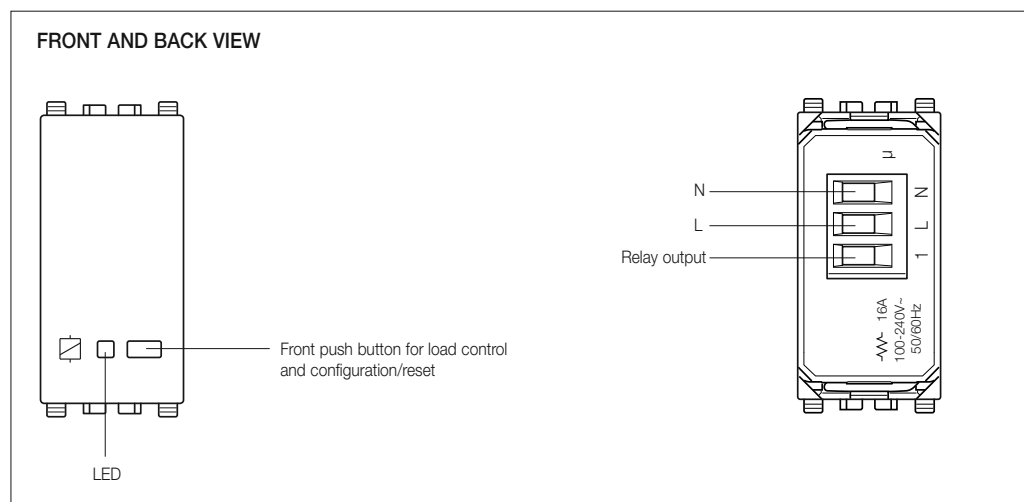 FRONT AND BACK VIEW
Front push button for load control
and configuration/reset
LED
N
L
Relay output
µ
N
L
1
16A
100-240V~
50/60Hz